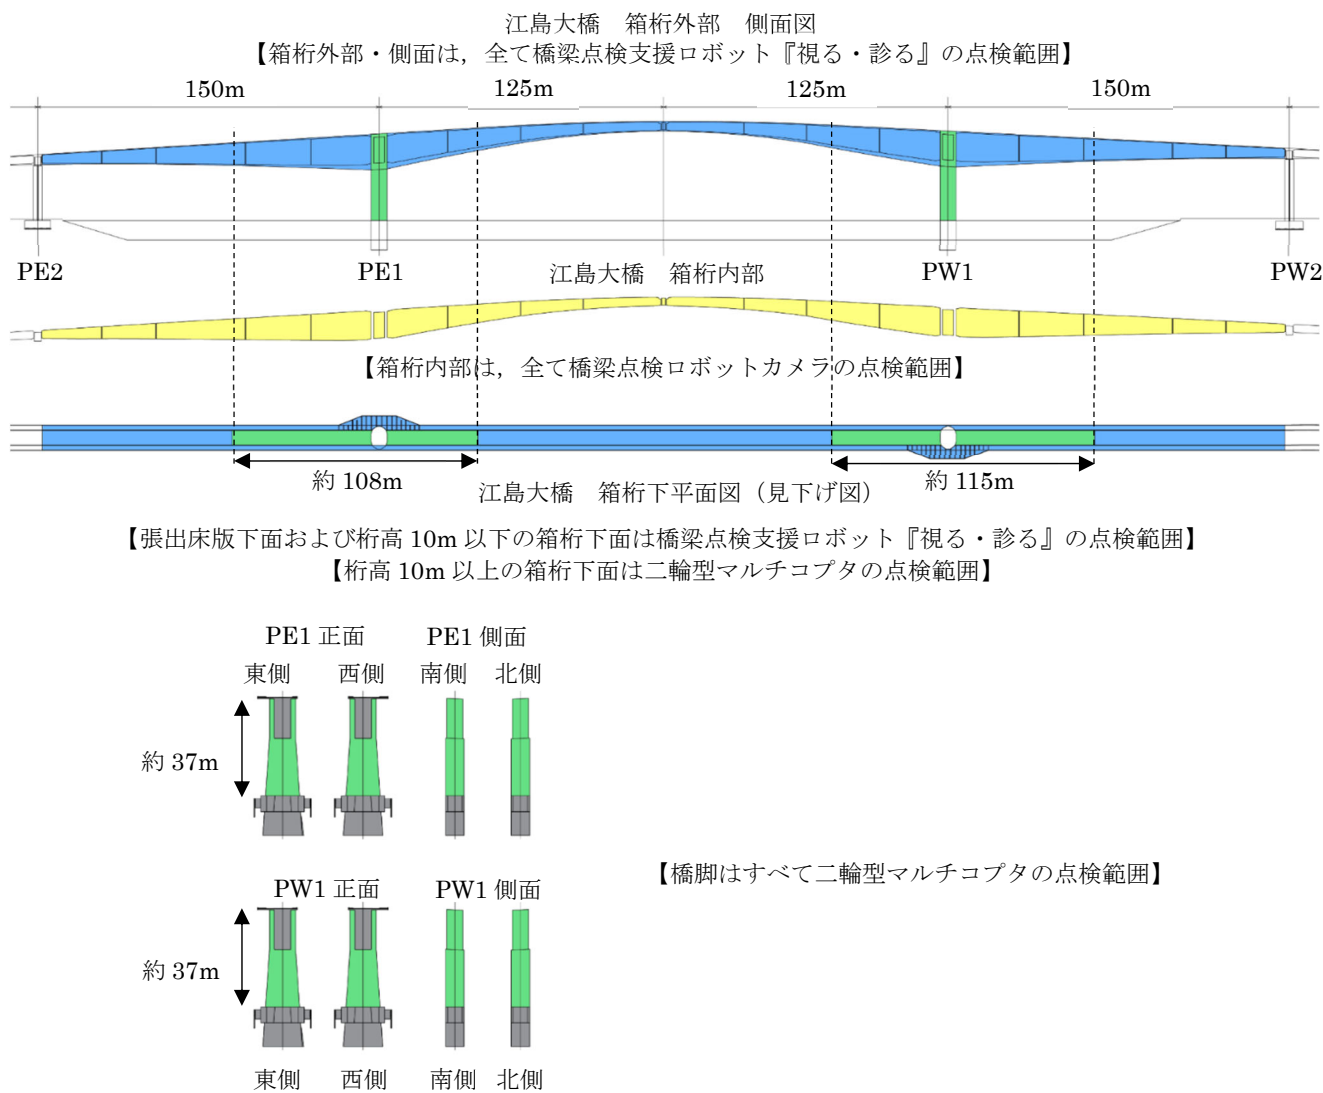 江島大橋　箱桁外部　側面図
【箱桁外部・側面は，全て橋梁点検支援ロボット『視る・診る』の点検範囲】
150m 125m 125m 150m
PE2 PE1 PW1 PW2
江島大橋　箱桁内部
【箱桁内部は，全て橋梁点検ロボットカメラの点検範囲】
約 108m 約 115m
江島大橋　箱桁下平面図（見下げ図）
【張出床版下面および桁高 10m 以下の箱桁下面は橋梁点検支援ロボット『視る・診る』の点検範囲】
【桁高 10m 以上の箱桁下面は二輪型マルチコプタの点検範囲】
PE1 正面 PE1 側面
東側 西側 南側 北側
約 37m
【橋脚はすべて二輪型マルチコプタの点検範囲】
PW1 正面 PW1 側面
約 37m
東側 西側 南側 北側